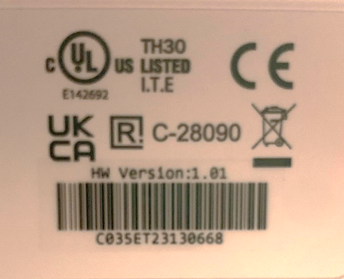 c UL US TH30
LISTED
I.T.E
E142692
CE
UK
CA
R! C-28090
HW Version:1.01
C035ET23130668